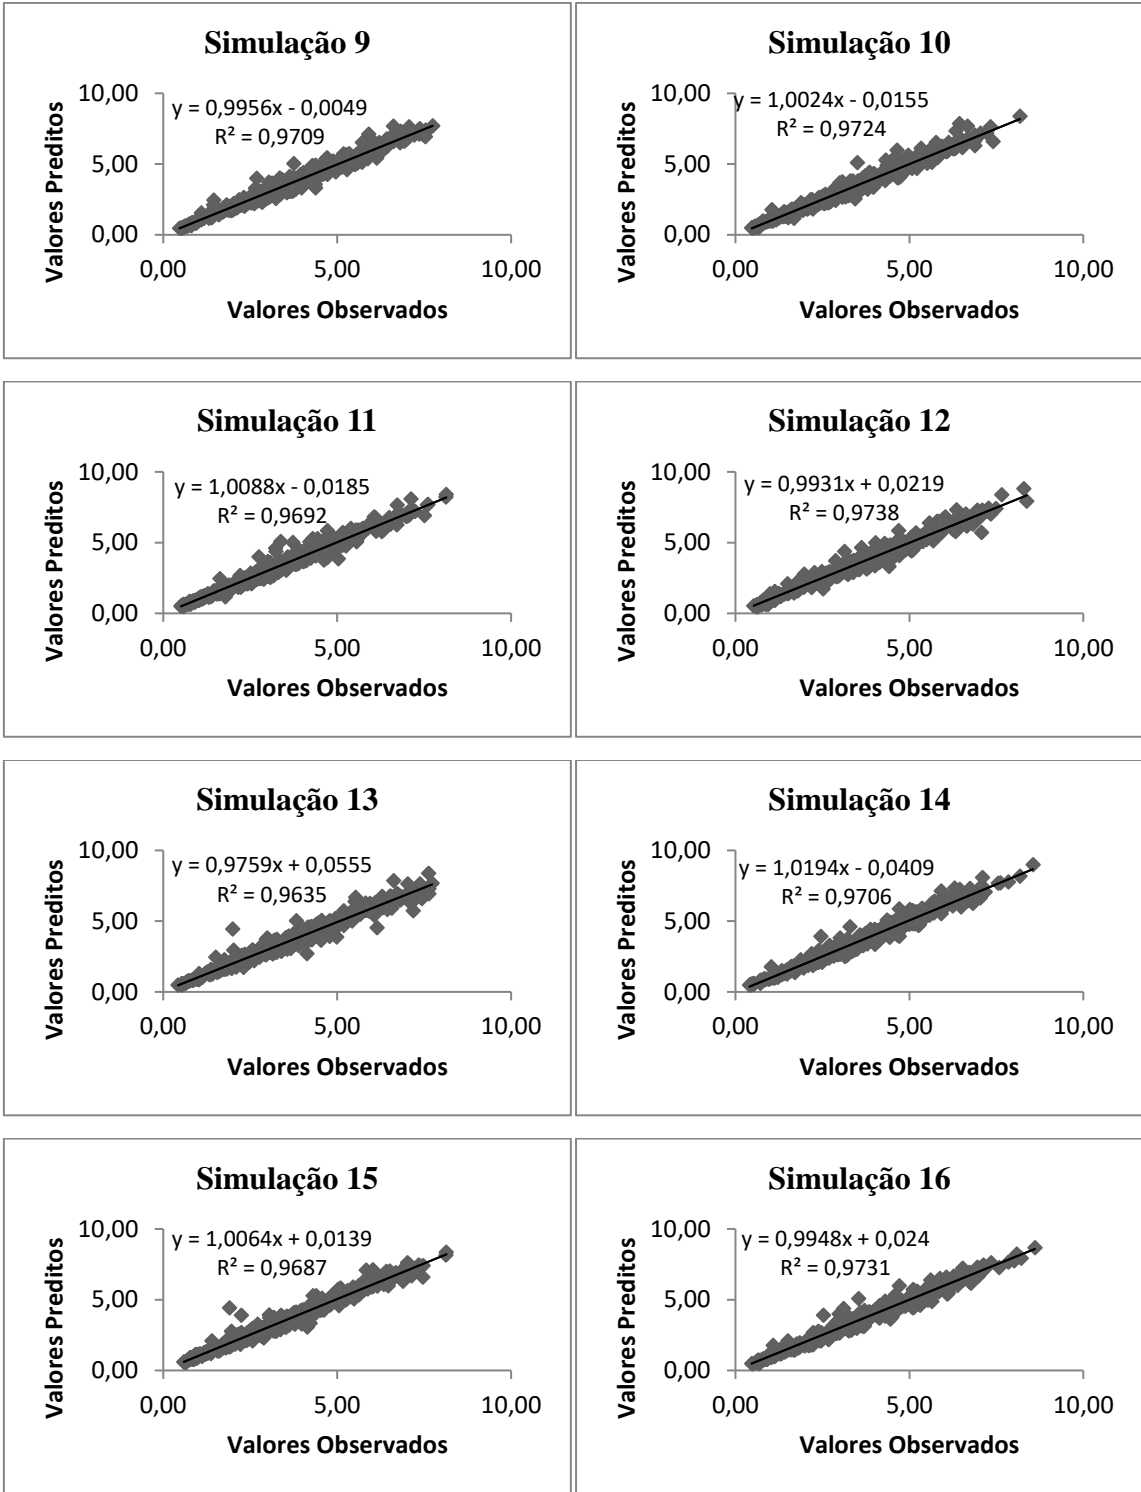 Simulação 9
y = 0,9956x - 0,0049
R² = 0,9709
Valores Preditos
10,00
5,00
0,00
0,00 5,00 10,00
Valores Observados
Simulação 10
y = 1,0024x - 0,0155
R² = 0,9724
Valores Preditos
10,00
5,00
0,00
0,00 5,00 10,00
Valores Observados
Simulação 11
y = 1,0088x - 0,0185
R² = 0,9692
Valores Preditos
10,00
5,00
0,00
0,00 5,00 10,00
Valores Observados
Simulação 12
y = 0,9931x + 0,0219
R² = 0,9738
Valores Preditos
10,00
5,00
0,00
0,00 5,00 10,00
Valores Observados
Simulação 13
y = 0,9759x + 0,0555
R² = 0,9635
Valores Preditos
10,00
5,00
0,00
0,00 5,00 10,00
Valores Observados
Simulação 14
y = 1,0194x - 0,0409
R² = 0,9706
Valores Preditos
10,00
5,00
0,00
0,00 5,00 10,00
Valores Observados
Simulação 15
y = 1,0064x + 0,0139
R² = 0,9687
Valores Preditos
10,00
5,00
0,00
0,00 5,00 10,00
Valores Observados
Simulação 16
y = 0,9948x + 0,024
R² = 0,9731
Valores Preditos
10,00
5,00
0,00
0,00 5,00 10,00
Valores Observados